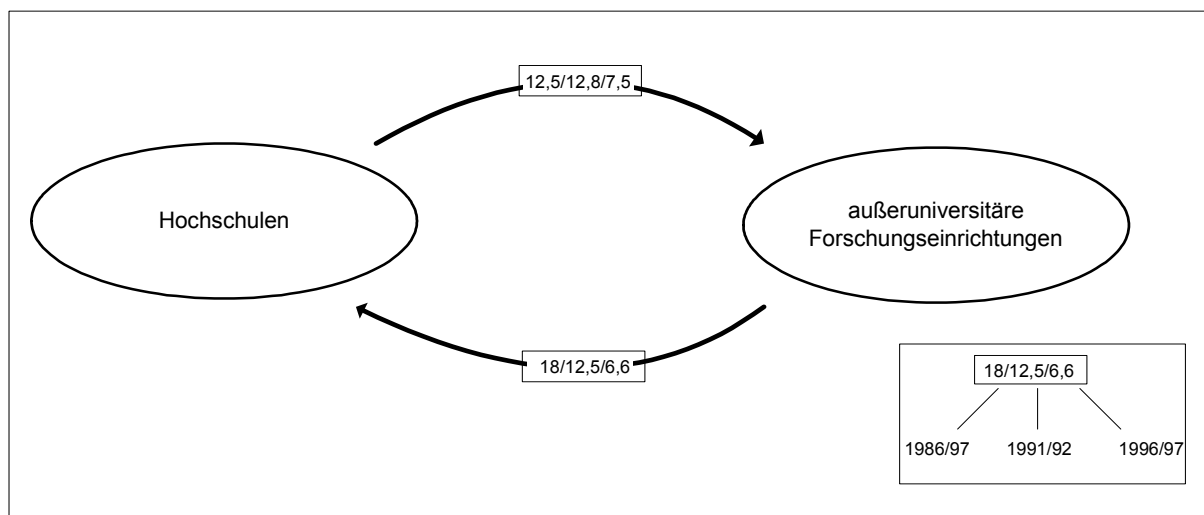 12,5/12,8/7,5
Hochschulen
außeruniversitäre
Forschungseinrichtungen
18/12,5/6,6
18/12,5/6,6
1986/97
1991/92
1996/97